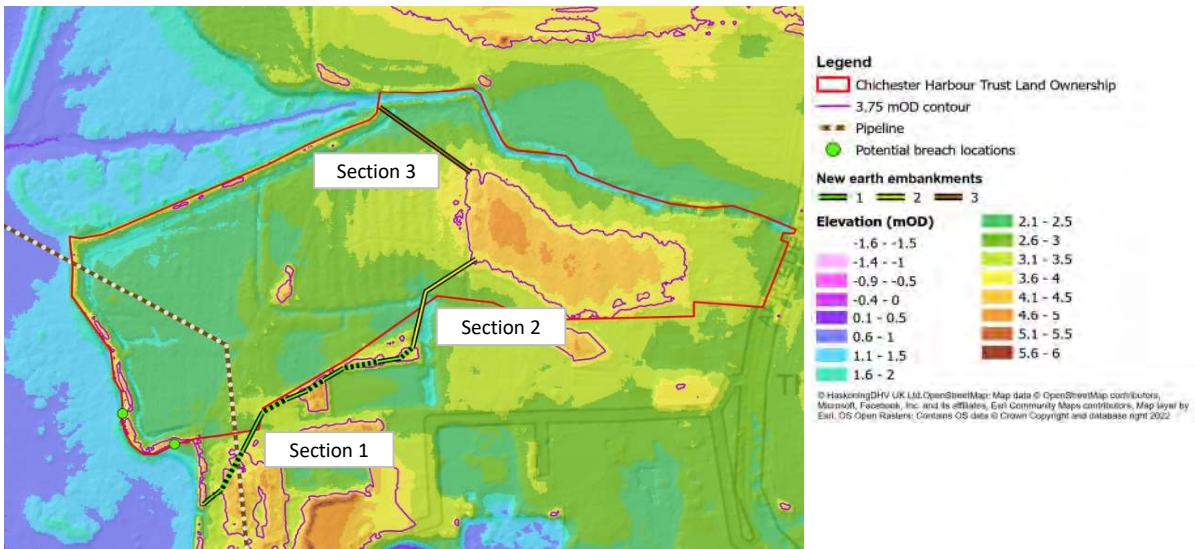 Section 3
Section 2
Section 1
Legend
Chichester Harbour Trust Land Ownership
3.75 mOD contour
Pipeline
Potential breach locations
New earth embankments
1 2 3
Elevation (mOD)
-1.6 - -1.5
-1.4 - -1
-0.9 - -0.5
-0.4 - 0
0.1 - 0.5
0.6 - 1
1.1 - 1.5
1.6 - 2
2.1 - 2.5
2.6 - 3
3.1 - 3.5
3.6 - 4
4.1 - 4.5
4.6 - 5
5.1 - 5.5
5.6 - 6
© HaskoningDHV UK Ltd.OpenStreetMap: Map data © OpenStreetMap contributors,
Microsoft, Facebook, Inc. and its affiliates, Esri Community Maps contributors, Map layer by
Esri, OS Open Rasters: Contains OS data © Crown Copyright and database right 2022